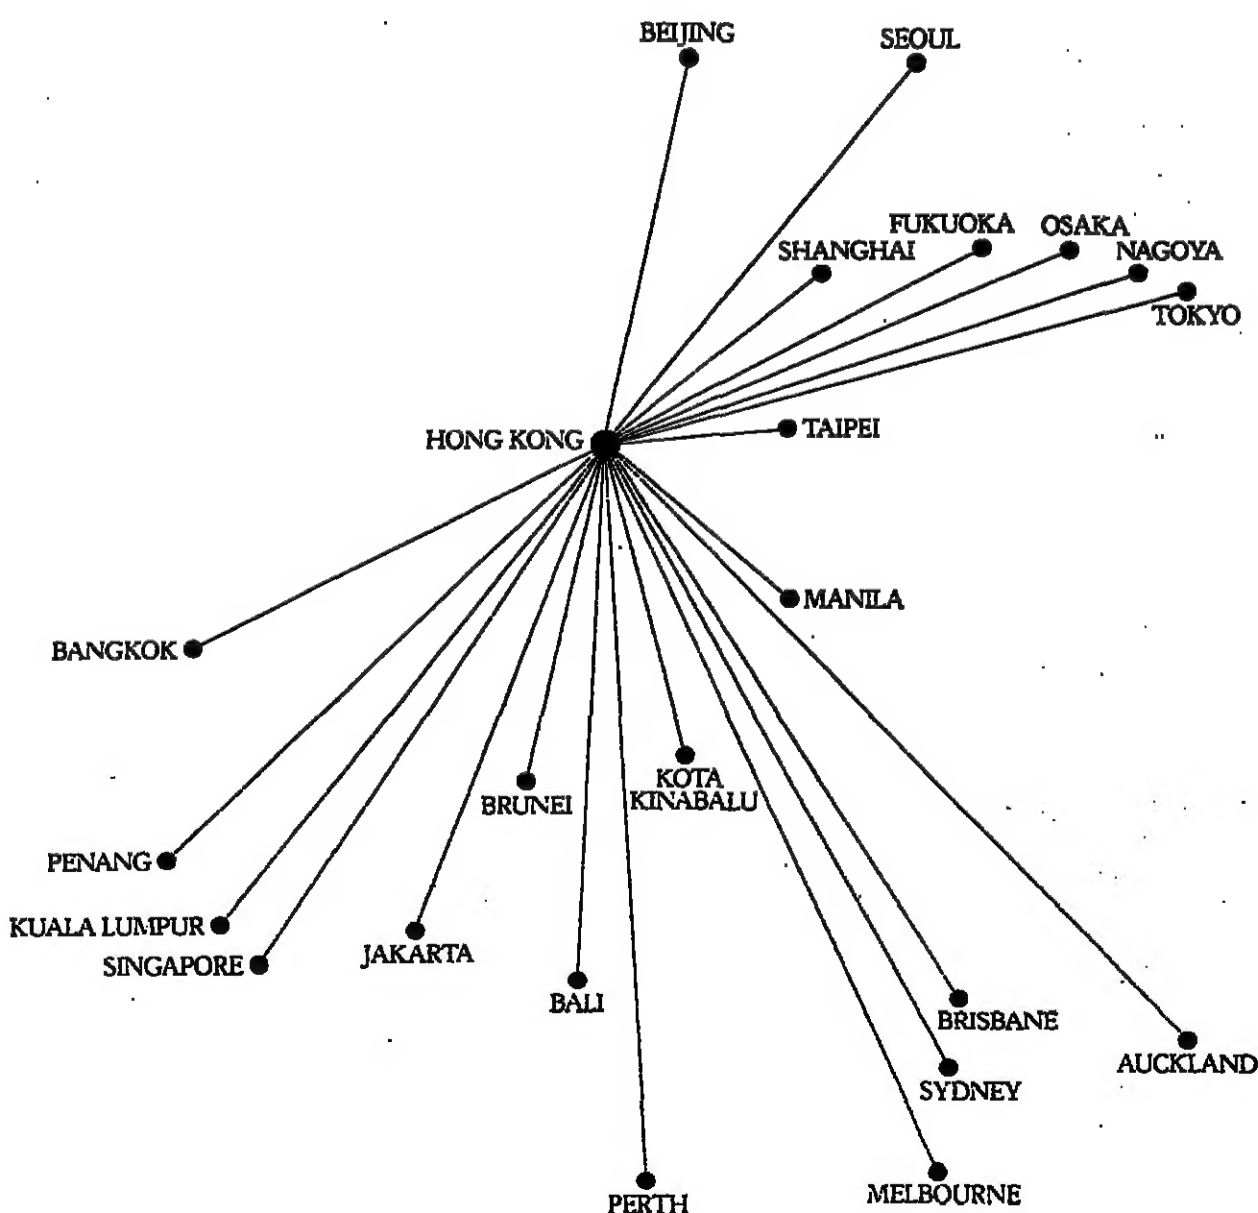 BEIJING
SEOUL
FUKUOKA
OSAKA
SHANGHAI
NAGOYA
TOKYO
HONG KONG
TAIPEI
MANILA
BANGKOK
KOTA
KINABALU
BRUNEI
PENANG
KUALA LUMPUR
SINGAPORE
JAKARTA
BALI
BRISBANE
AUCKLAND
SYDNEY
MELBOURNE
PERTH